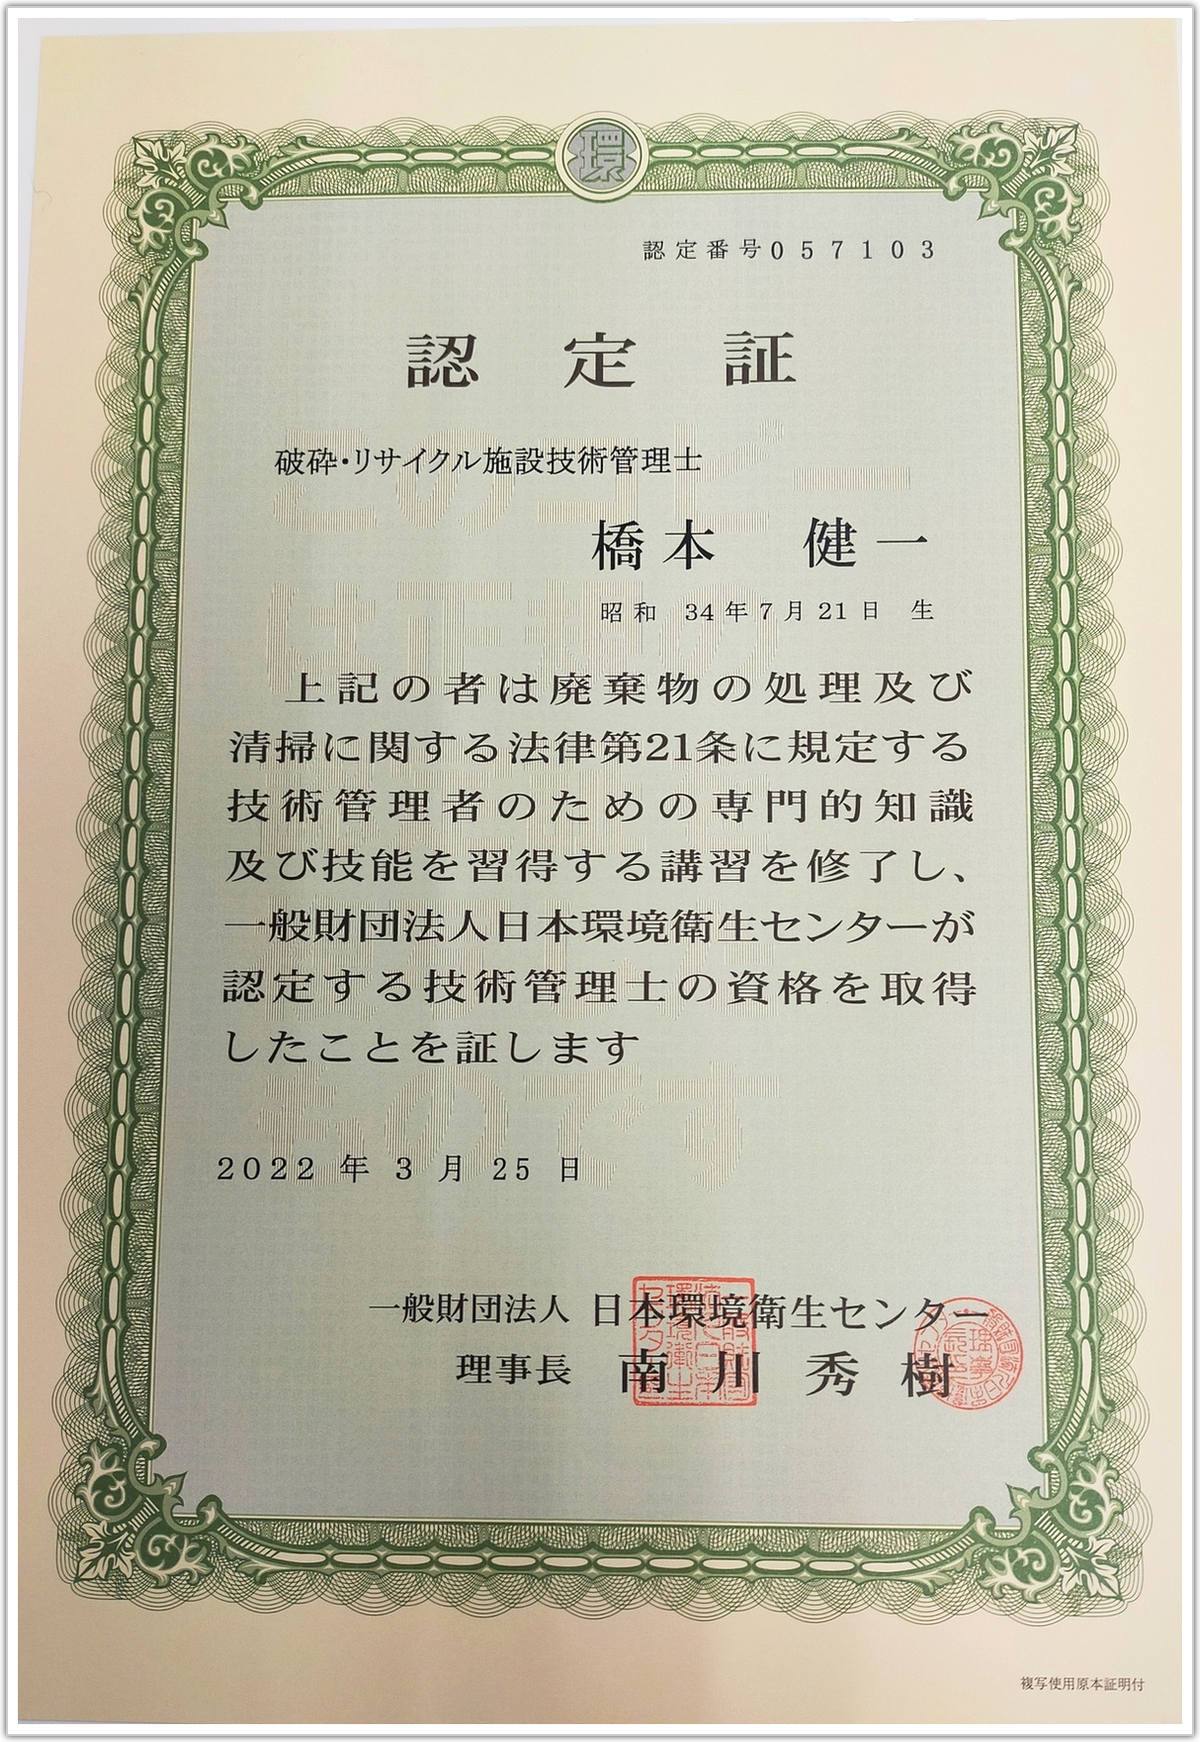 環
認定番号057103
認定証
破砕・リサイクル施設技術管理士
橋本 健一
昭和 34年7月21日 生
上記の者は廃棄物の処理及び
清掃に関する法律第21条に規定する
技術管理者のための専門的知識
及び技能を習得する講習を修了し、
一般財団法人日本環境衛生センターが
認定する技術管理士の資格を取得
したことを証します
2022年3月25日
一般財団法人 日本環境衛生センター
理事長 南川秀樹
複写使用原本証明付